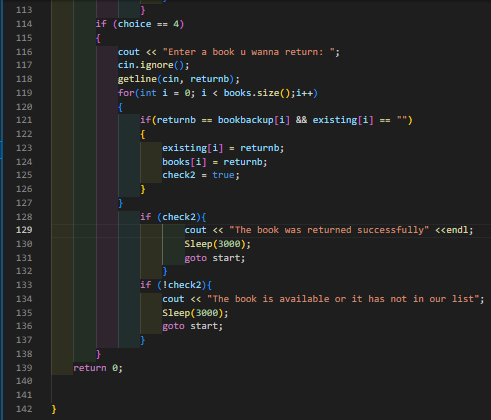 113 }
114 if (choice == 4)
115 {
116 cout << "Enter a book u wanna return: ";
117 cin.ignore();
118 getline(cin, returnb);
119 for(int i = 0; i < books.size();i++)
120 {
121 if(returnb == bookbackup[i] && existing[i] == "")
122 {
123 existing[i] = returnb;
124 books[i] = returnb;
125 check2 = true;
126 }
127 }
128 if (check2){
129 cout << "The book was returned successfully" <<endl;
130 Sleep(3000);
131 goto start;
132 }
133 if (!check2){
134 cout << "The book is available or it has not in our list";
135 Sleep(3000);
136 goto start;
137 }
138 }
139 return 0;
140
141
142 }